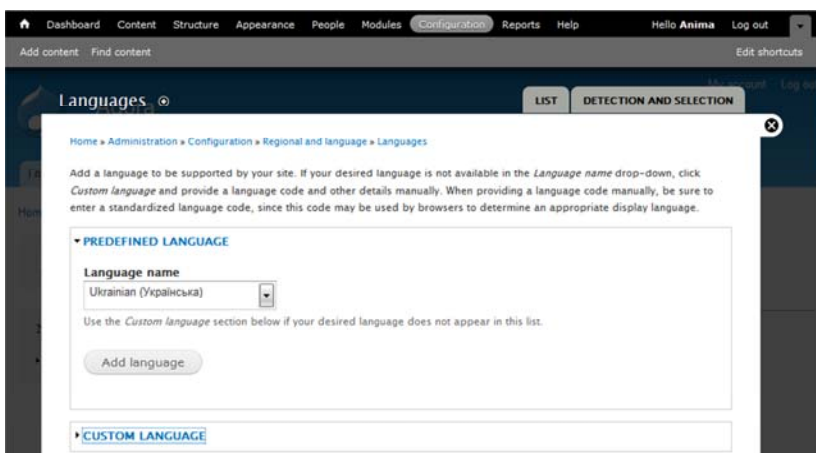 Dashboard Content Structure Appearance People Modules Configuration Reports Help Hello Anima Log out
Add content Find content Edit shortcuts
My account Log out
Languages LIST DETECTION AND SELECTION
Home » Administration » Configuration » Regional and language » Languages
Add a language to be supported by your site. If your desired language is not available in the Language name drop-down, click
Custom language and provide a language code and other details manually. When providing a language code manually, be sure to
enter a standardized language code, since this code may be used by browsers to determine an appropriate display language.
PREDEFINED LANGUAGE
Language name
Ukrainian (Українська)
Use the Custom language section below if your desired language does not appear in this list.
Add language
CUSTOM LANGUAGE